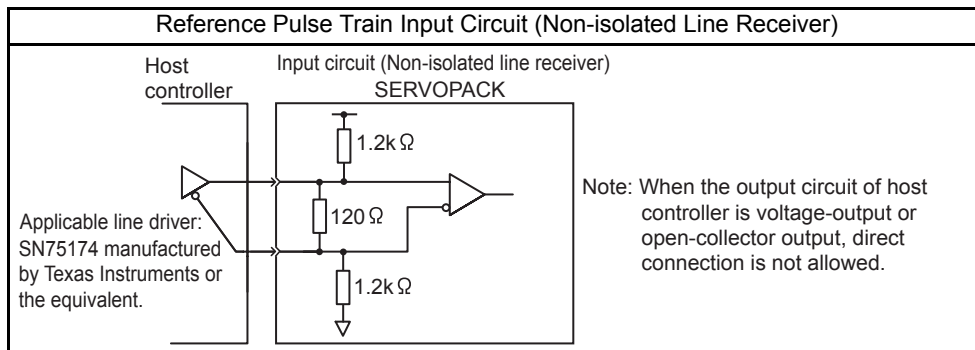 Reference Pulse Train Input Circuit (Non-isolated Line Receiver)
Host
controller
Input circuit (Non-isolated line receiver)
SERVOPACK
1.2kΩ
120Ω
1.2kΩ
Applicable line driver:
SN75174 manufactured
by Texas Instruments or
the equivalent.
Note: When the output circuit of host
controller is voltage-output or
open-collector output, direct
connection is not allowed.